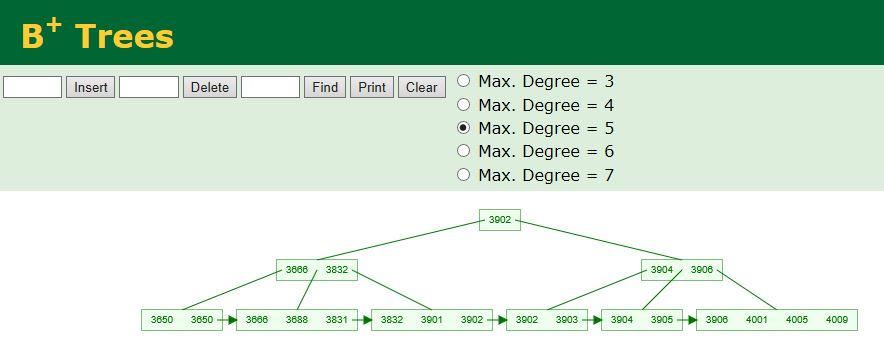 B+ Trees
Insert Delete Find Print Clear
Max. Degree = 3
Max. Degree = 4
Max. Degree = 5
Max. Degree = 6
Max. Degree = 7
3902
3666 3832 3904 3906
3650 3650 3666 3688 3831 3832 3901 3902 3902 3903 3904 3905 3906 4001 4005 4009